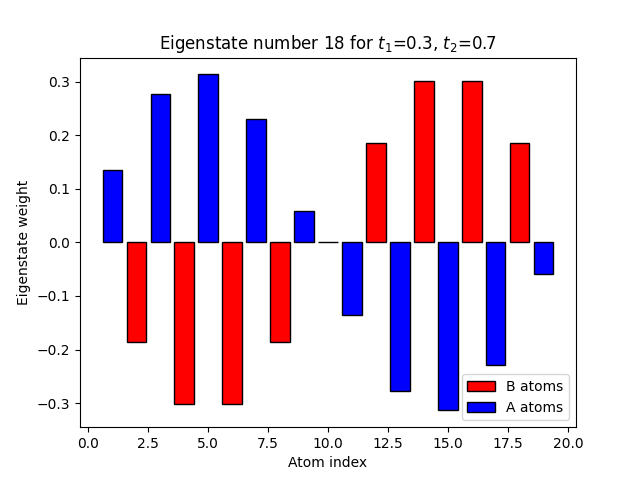 Eigenstate number 18 for t₁=0.3, t₂=0.7
Eigenstate weight
0.3
0.2
0.1
0.0
−0.1
−0.2
−0.3
B atoms
A atoms
0.0 2.5 5.0 7.5 10.0 12.5 15.0 17.5 20.0
Atom index